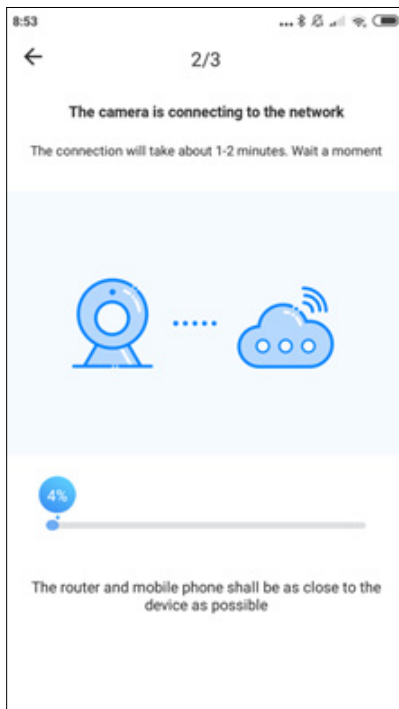 8:53
2/3
The camera is connecting to the network
The connection will take about 1-2 minutes. Wait a moment
4%
The router and mobile phone shall be as close to the
device as possible